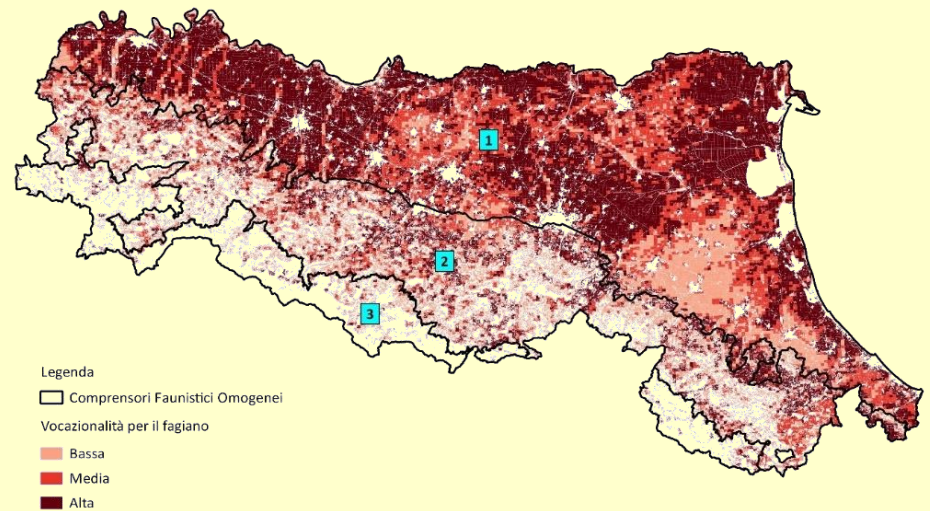 1
2
3
Legenda
Comprensori Faunistici Omogenei
Vocazionalità per il fagiano
Bassa
Media
Alta